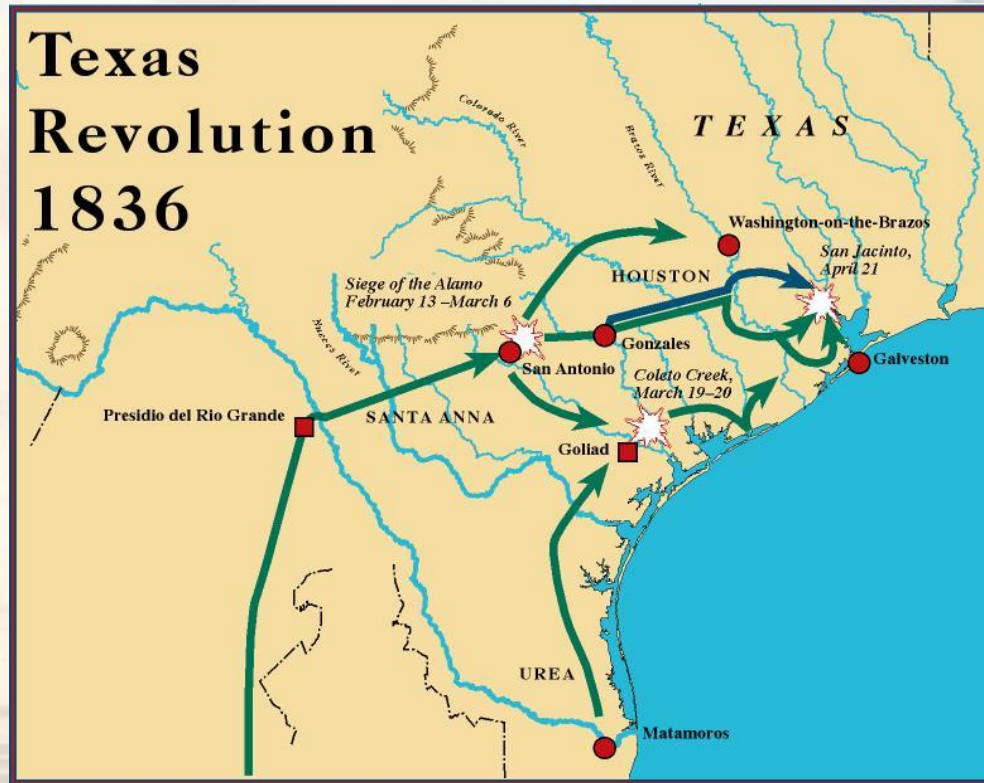 Texas
Revolution
1836
Colorado River
Brazos River
TEXAS
Washington-on-the-Brazos
San Jacinto,
April 21
HOUSTON
Siege of the Alamo
February 13 –March 6
Nueces River
Gonzales
San Antonio
Galveston
Coleto Creek,
March 19–20
Presidio del Rio Grande
SANTA ANNA
Goliad
UREA
Matamoros